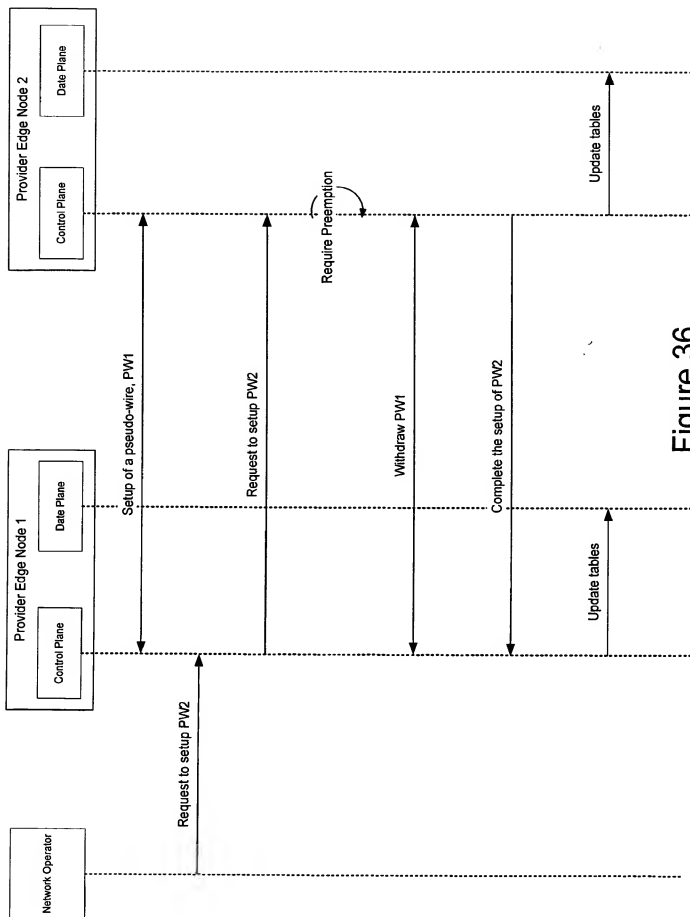 Network Operator
Provider Edge Node 1
Control Plane
Date Plane
Provider Edge Node 2
Control Plane
Date Plane
Setup of a pseudo-wire, PW1
Request to setup PW2
Request to setup PW2
Require Preemption
Withdraw PW1
Complete the setup of PW2
Update tables
Update tables
Figure 36